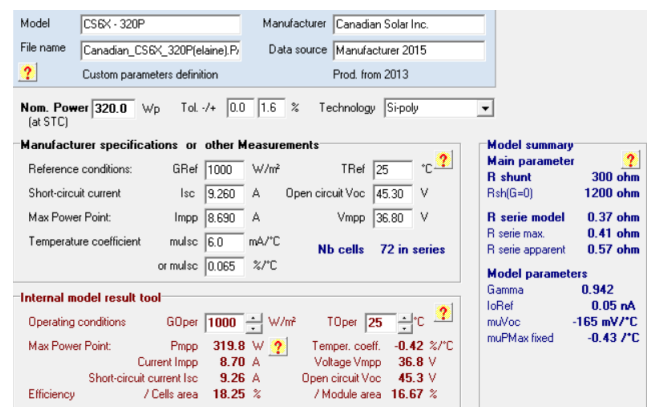 Model CS6X - 320P Manufacturer Canadian Solar Inc.
File name Canadian_CS6X_320P(elaine).P. Data source Manufacturer 2015
? Custom parameters definition Prod. from 2013
Nom. Power 320.0 Wp Tol. -/+ 0.0 1.6 % Technology Si-poly
(at STC)
Manufacturer specifications or other Measurements
?
Reference conditions: GRef 1000 W/m² TRef 25 °C
Short-circuit current Isc 9.260 A Open circuit Voc 45.30 V
Max Power Point: Impp 8.690 A Vmpp 36.80 V
Temperature coefficient muIsc 6.0 mA/°C Nb cells 72 in series
or muIsc 0.065 %/°C
Internal model result tool
?
Operating conditions GOper 1000 W/m² TOper 25 °C
Max Power Point: Pmpp 319.8 W ? Temper. coeff. -0.42 %/°C
Current Impp 8.70 A Voltage Vmpp 36.8 V
Short-circuit current Isc 9.26 A Open circuit Voc 45.3 V
Efficiency / Cells area 18.25 % / Module area 16.67 %
Model summary
Main parameter ?
R shunt 300 ohm
Rsh(G=0) 1200 ohm
R serie model 0.37 ohm
R serie max. 0.41 ohm
R serie apparent 0.57 ohm
Model parameters
Gamma 0.942
IoRef 0.05 nA
muVoc -165 mV/°C
muPMax fixed -0.43 /°C